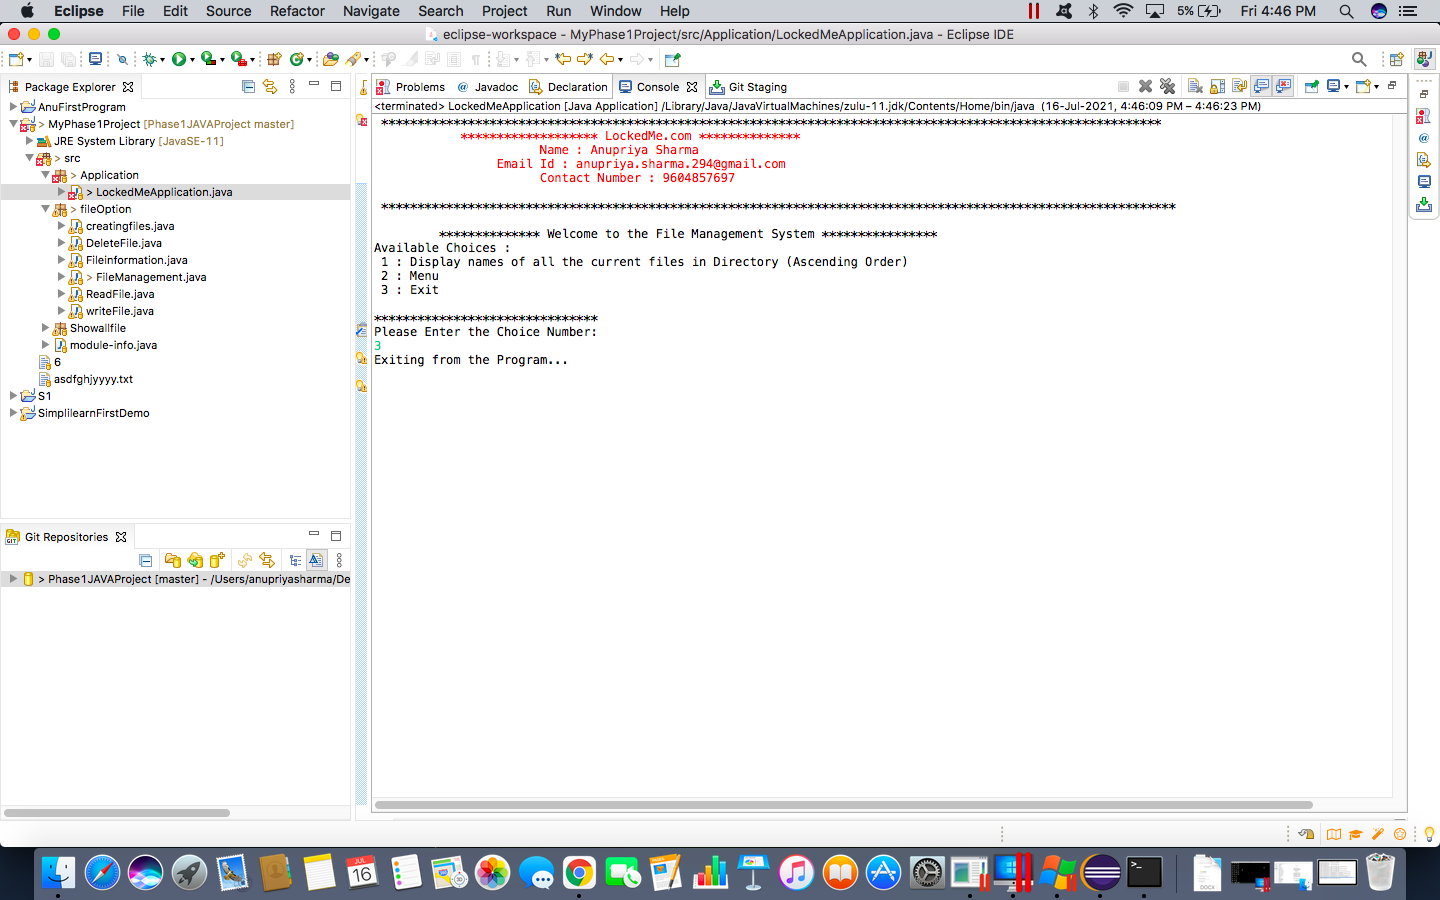 Eclipse File Edit Source Refactor Navigate Search Project Run Window Help 5% Fri 4:46 PM
eclipse-workspace - MyPhase1Project/src/Application/LockedMeApplication.java - Eclipse IDE
Package Explorer
AnuFirstProgram
> MyPhase1Project [Phase1JAVAProject master]
JRE System Library [JavaSE-11]
> src
> Application
> LockedMeApplication.java
> fileOption
creatingfiles.java
DeleteFile.java
Fileinformation.java
> FileManagement.java
ReadFile.java
writeFile.java
Showallfile
module-info.java
6
asdfghjyyyy.txt
S1
SimplilearnFirstDemo
Git Repositories
> Phase1JAVAProject [master] - /Users/anupriyasharma/De
Problems @ Javadoc Declaration Console Git Staging
<terminated> LockedMeApplication [Java Application] /Library/Java/JavaVirtualMachines/zulu-11.jdk/Contents/Home/bin/java (16-Jul-2021, 4:46:09 PM – 4:46:23 PM)
************************************************************************************************************
******************* LockedMe.com **************
Name : Anupriya Sharma
Email Id : anupriya.sharma.294@gmail.com
Contact Number : 9604857697
**************************************************************************************************************
************** Welcome to the File Management System ****************
Available Choices :
1 : Display names of all the current files in Directory (Ascending Order)
2 : Menu
3 : Exit
*******************************
Please Enter the Choice Number:
3
Exiting from the Program...
JUL
16
DOCX